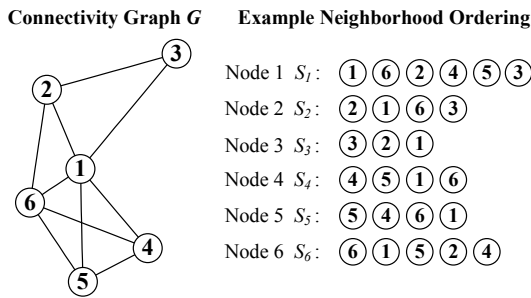 Connectivity Graph G
3
2
1
6
4
5
Example Neighborhood Ordering
Node 1 S1: 1 6 2 4 5 3
Node 2 S2: 2 1 6 3
Node 3 S3: 3 2 1
Node 4 S4: 4 5 1 6
Node 5 S5: 5 4 6 1
Node 6 S6: 6 1 5 2 4